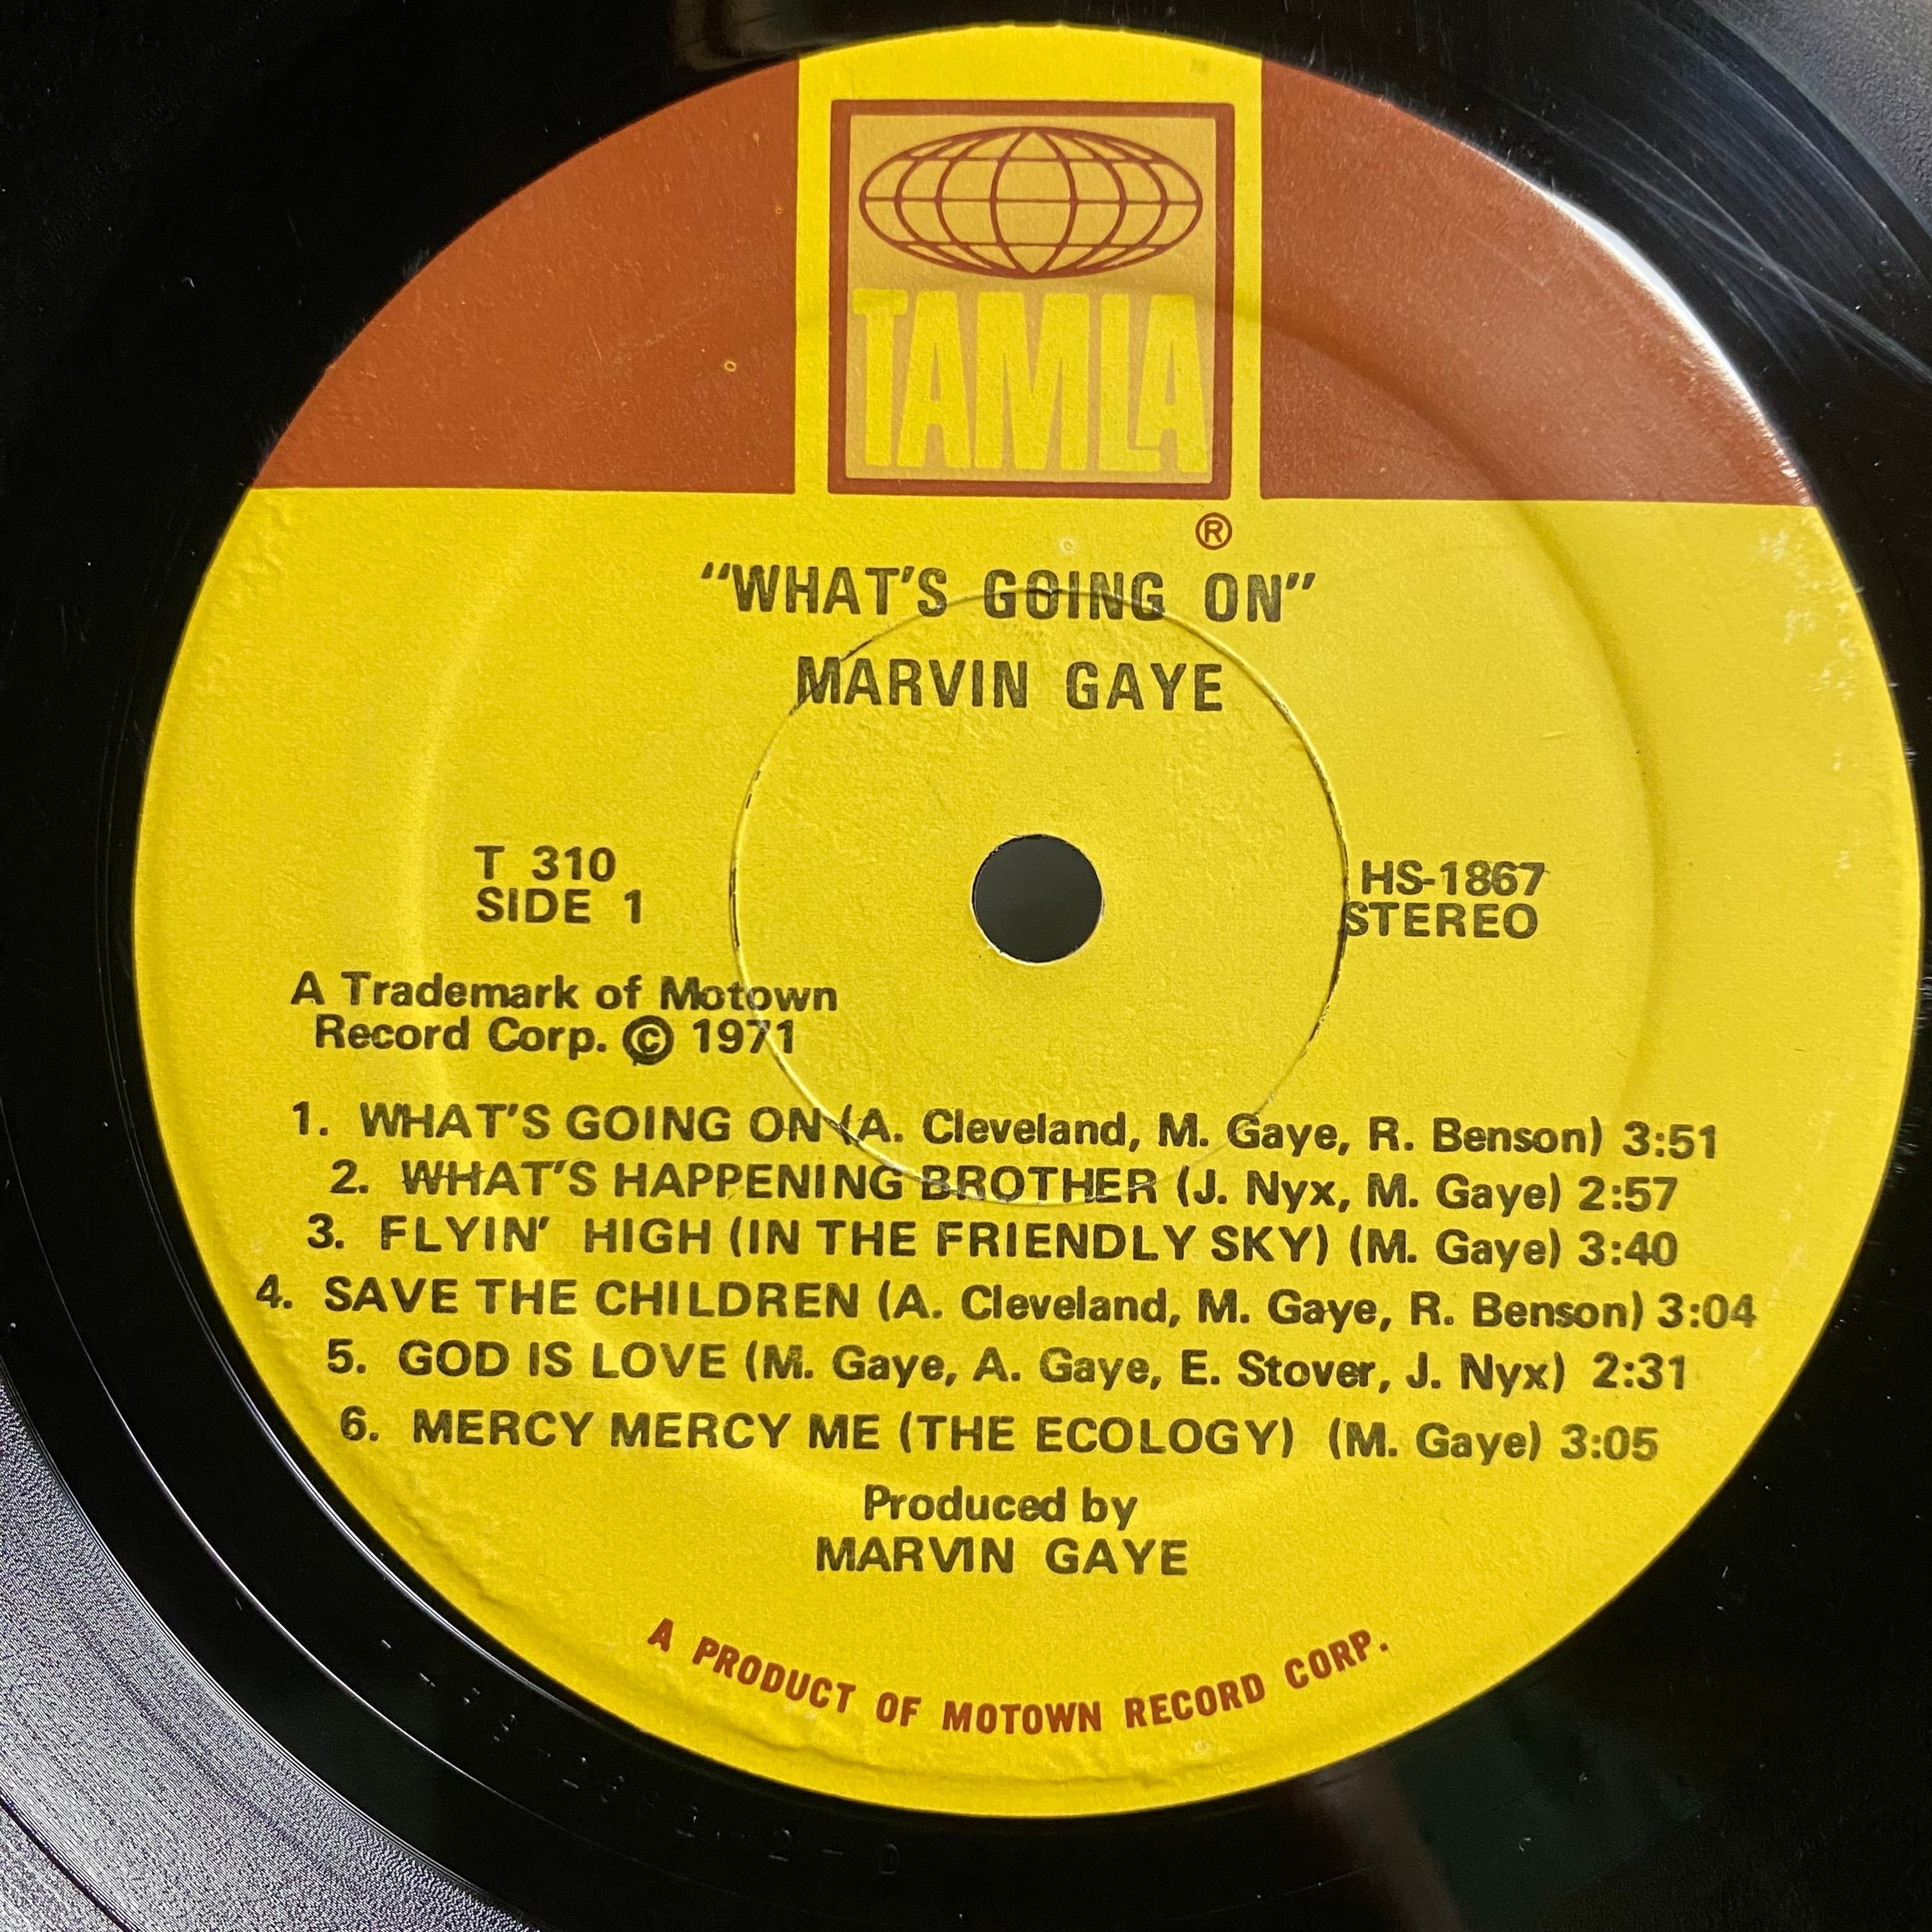 TAMLA
®
"WHAT'S GOING ON"
MARVIN GAYE
T 310
SIDE 1
HS-1867
STEREO
A Trademark of Motown
Record Corp. © 1971
1. WHAT'S GOING ON (A. Cleveland, M. Gaye, R. Benson) 3:51
2. WHAT'S HAPPENING BROTHER (J. Nyx, M. Gaye) 2:57
3. FLYIN' HIGH (IN THE FRIENDLY SKY) (M. Gaye) 3:40
4. SAVE THE CHILDREN (A. Cleveland, M. Gaye, R. Benson) 3:04
5. GOD IS LOVE (M. Gaye, A. Gaye, E. Stover, J. Nyx) 2:31
6. MERCY MERCY ME (THE ECOLOGY) (M. Gaye) 3:05
Produced by
MARVIN GAYE
A PRODUCT OF MOTOWN RECORD CORP.